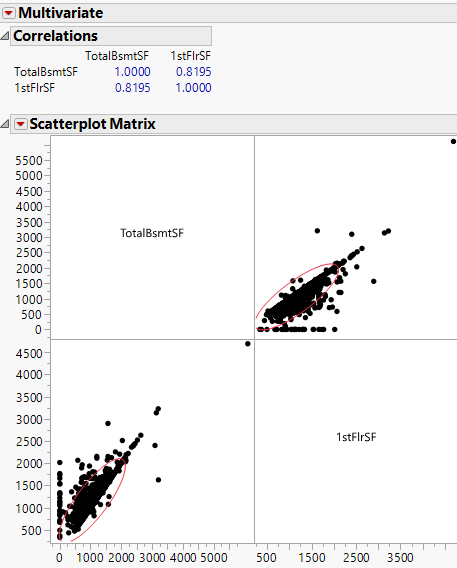 Multivariate
Correlations
TotalBsmtSF 1stFlrSF
TotalBsmtSF 1.0000 0.8195
1stFlrSF 0.8195 1.0000
Scatterplot Matrix
5500
5000
4500
4000
3500
3000
2500
2000
1500
1000
500
0
TotalBsmtSF
4500
4000
3500
3000
2500
2000
1500
1000
500
1stFlrSF
0 1000 2000 3000 4000 5000 500 1500 2500 3500